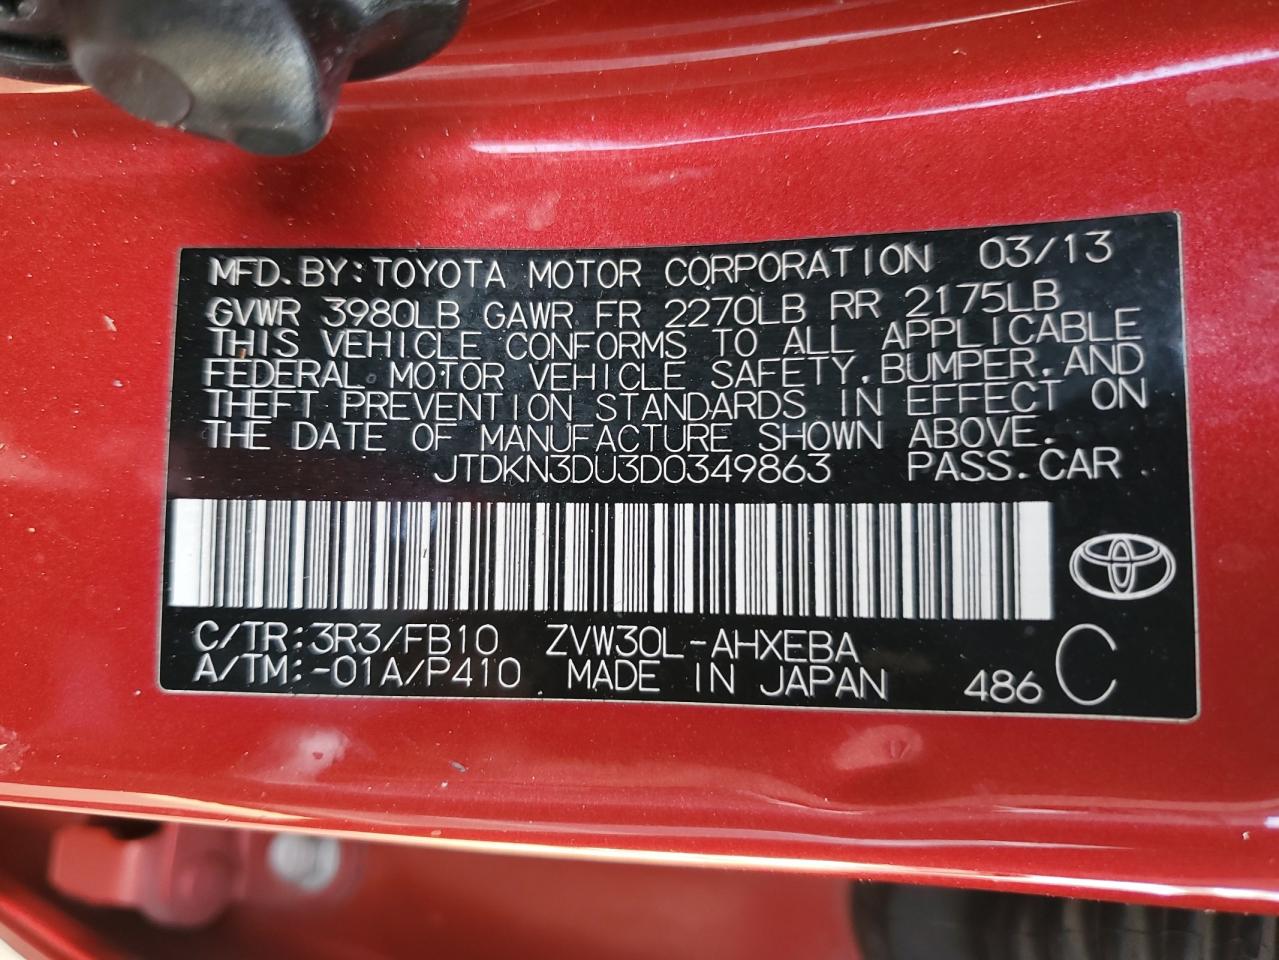 MFD. BY: TOYOTA MOTOR CORPORATION 03/13
GVWR 3980LB GAWR FR 2270LB RR 2175LB
THIS VEHICLE CONFORMS TO ALL APPLICABLE
FEDERAL MOTOR VEHICLE SAFETY, BUMPER, AND
THEFT PREVENTION STANDARDS IN EFFECT ON
THE DATE OF MANUFACTURE SHOWN ABOVE.
JTDKN3DU3D0349863 PASS. CAR
C/TR: 3R3/FB10 ZVW30L-AHXEBA C
A/TM: -01A/P410 MADE IN JAPAN 486